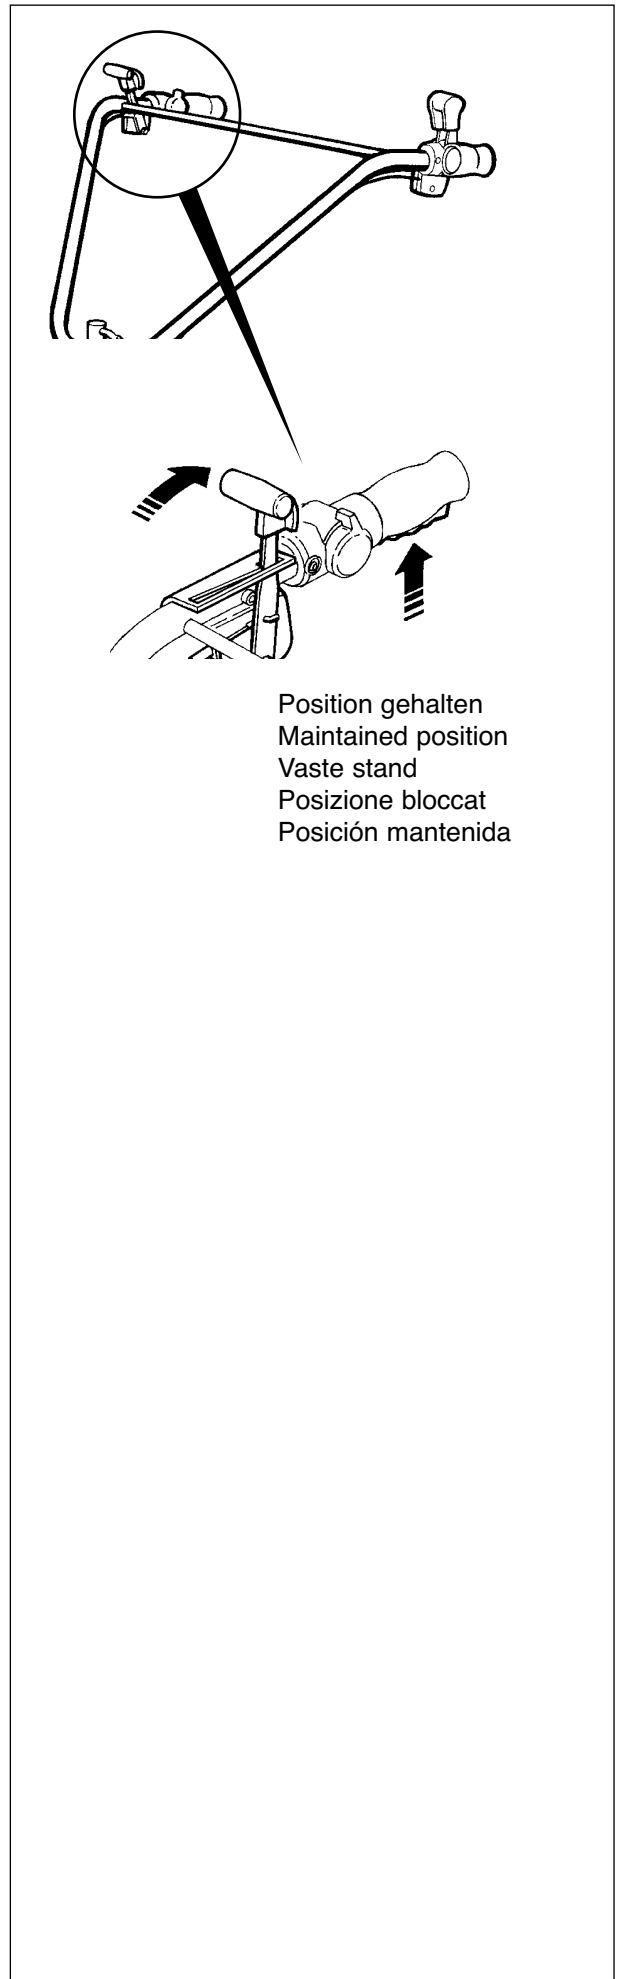 Position gehalten
Maintained position
Vaste stand
Posizione bloccat
Posición mantenida